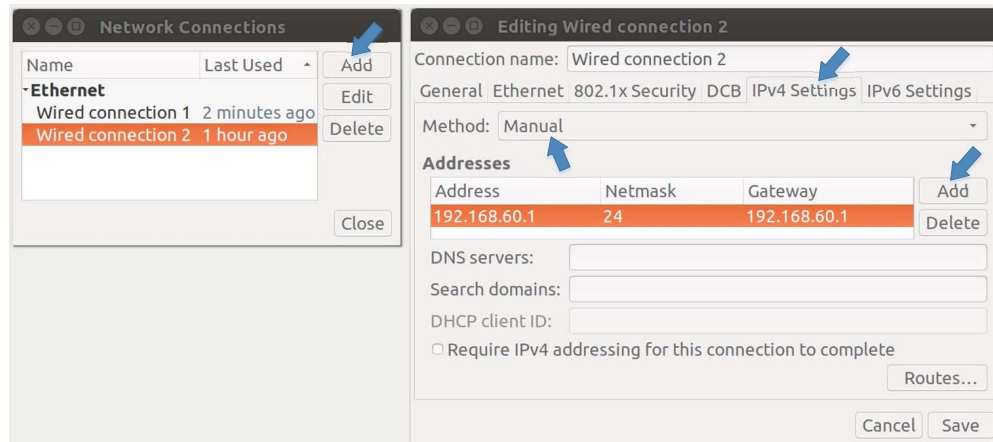 Network Connections
Name Last Used Add
Ethernet Edit
Wired connection 1 2 minutes ago
Wired connection 2 1 hour ago Delete
Close
Editing Wired connection 2
Connection name: Wired connection 2
General Ethernet 802.1x Security DCB IPv4 Settings IPv6 Settings
Method: Manual
Addresses
Address Netmask Gateway Add
192.168.60.1 24 192.168.60.1 Delete
DNS servers:
Search domains:
DHCP client ID:
Require IPv4 addressing for this connection to complete
Routes...
Cancel Save